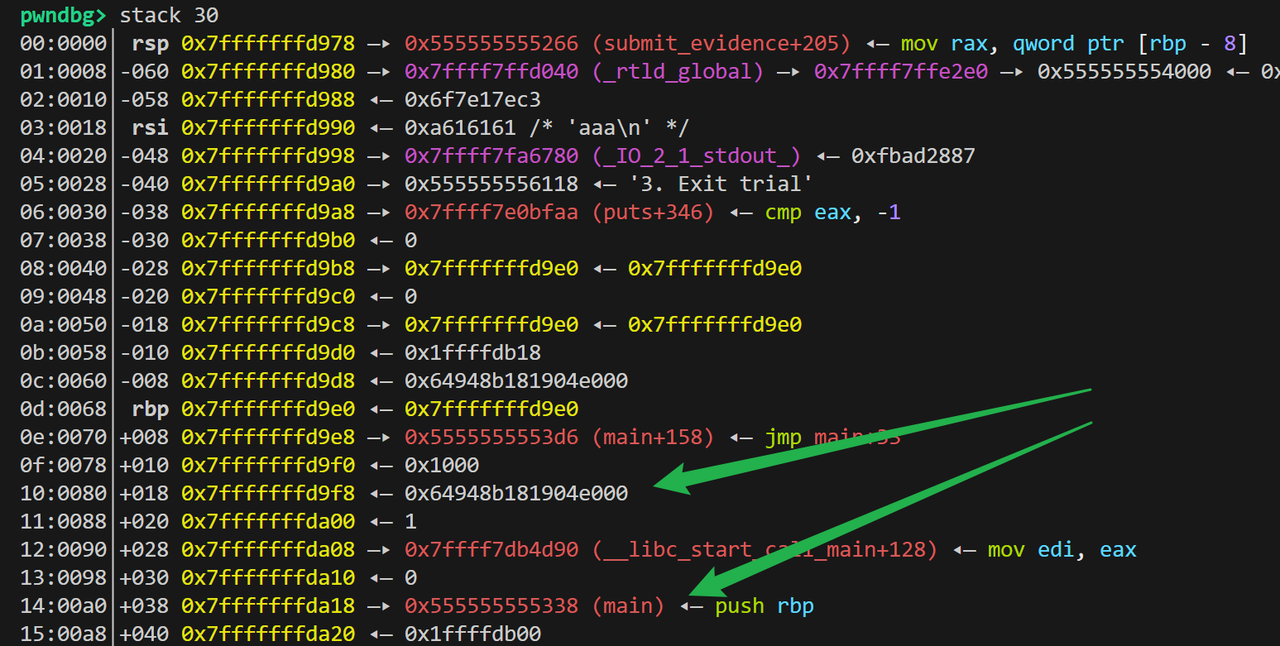 pwndbg> stack 30
00:0000│ rsp 0x7fffffffd978 —▸ 0x555555555266 (submit_evidence+205) ◂— mov rax, qword ptr [rbp - 8]
01:0008│-060 0x7fffffffd980 —▸ 0x7ffff7ffd040 (_rtld_global) —▸ 0x7ffff7ffe2e0 —▸ 0x555555554000 ◂— 0x
02:0010│-058 0x7fffffffd988 ◂— 0x6f7e17ec3
03:0018│ rsi 0x7fffffffd990 ◂— 0xa616161 /* 'aaa\n' */
04:0020│-048 0x7fffffffd998 —▸ 0x7ffff7fa6780 (_IO_2_1_stdout_) ◂— 0xfbad2887
05:0028│-040 0x7fffffffd9a0 —▸ 0x555555556118 ◂— '3. Exit trial'
06:0030│-038 0x7fffffffd9a8 —▸ 0x7ffff7e0bfaa (puts+346) ◂— cmp eax, -1
07:0038│-030 0x7fffffffd9b0 ◂— 0
08:0040│-028 0x7fffffffd9b8 —▸ 0x7fffffffd9e0 ◂— 0x7fffffffd9e0
09:0048│-020 0x7fffffffd9c0 ◂— 0
0a:0050│-018 0x7fffffffd9c8 —▸ 0x7fffffffd9e0 ◂— 0x7fffffffd9e0
0b:0058│-010 0x7fffffffd9d0 ◂— 0x1ffffdb18
0c:0060│-008 0x7fffffffd9d8 ◂— 0x64948b181904e000
0d:0068│ rbp 0x7fffffffd9e0 ◂— 0x7fffffffd9e0
0e:0070│+008 0x7fffffffd9e8 —▸ 0x5555555553d6 (main+158) ◂— jmp main+53
0f:0078│+010 0x7fffffffd9f0 ◂— 0x1000
10:0080│+018 0x7fffffffd9f8 ◂— 0x64948b181904e000
11:0088│+020 0x7fffffffda00 ◂— 1
12:0090│+028 0x7fffffffda08 —▸ 0x7ffff7db4d90 (__libc_start_call_main+128) ◂— mov edi, eax
13:0098│+030 0x7fffffffda10 ◂— 0
14:00a0│+038 0x7fffffffda18 —▸ 0x555555555338 (main) ◂— push rbp
15:00a8│+040 0x7fffffffda20 ◂— 0x1ffffdb00